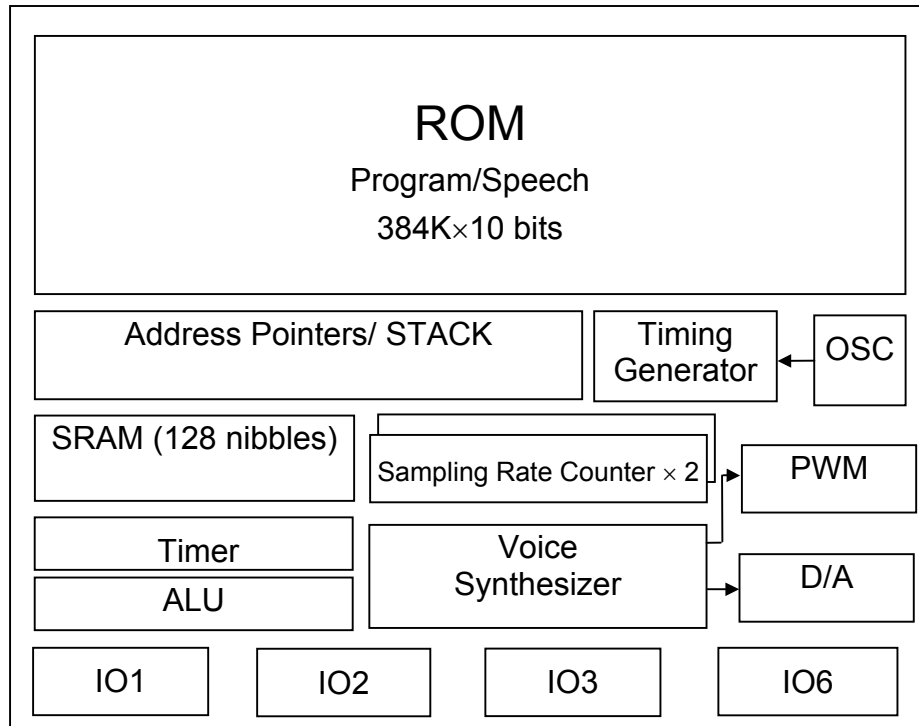 ROM
Program/Speech
384K×10 bits
Address Pointers/ STACK
Timing
Generator
OSC
SRAM (128 nibbles)
Sampling Rate Counter × 2
PWM
Timer
Voice
Synthesizer
D/A
ALU
IO1
IO2
IO3
IO6